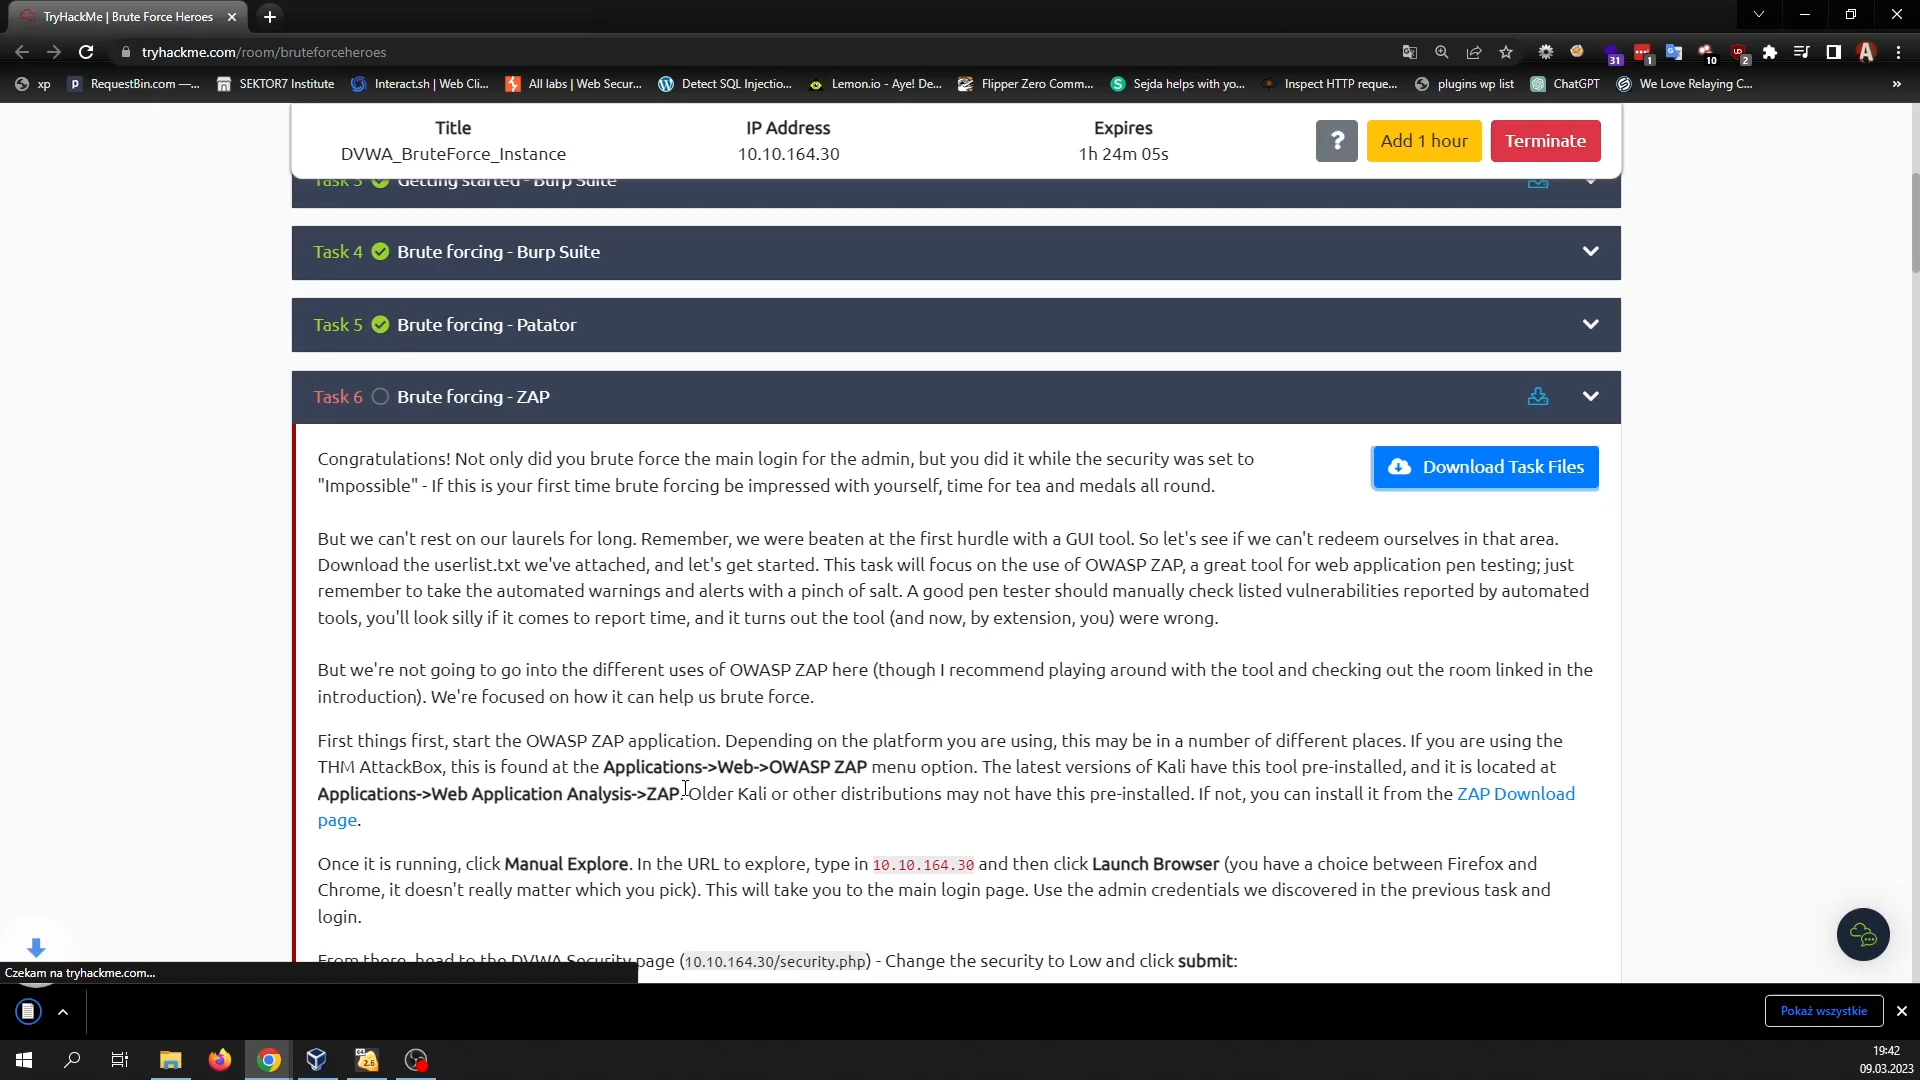 TryHackMe | Brute Force Heroes
tryhackme.com/room/bruteforceheroes
31
1
10
2
xp
RequestBin.com —...
SEKTOR7 Institute
Interact.sh | Web Cli...
All labs | Web Secur...
Detect SQL Injectio...
Lemon.io - Aye! De...
Flipper Zero Comm...
Sejda helps with yo...
Inspect HTTP reque...
plugins wp list
ChatGPT
We Love Relaying C...
»
Title
IP Address
Expires
DVWA_BruteForce_Instance
10.10.164.30
1h 24m 05s
?
Add 1 hour
Terminate
Task 3 Getting started - Burp Suite
Task 4 Brute forcing - Burp Suite
Task 5 Brute forcing - Patator
Task 6 Brute forcing - ZAP
Download Task Files
Congratulations! Not only did you brute force the main login for the admin, but you did it while the security was set to
"Impossible" - If this is your first time brute forcing be impressed with yourself, time for tea and medals all round.
But we can't rest on our laurels for long. Remember, we were beaten at the first hurdle with a GUI tool. So let's see if we can't redeem ourselves in that area.
Download the userlist.txt we've attached, and let's get started. This task will focus on the use of OWASP ZAP, a great tool for web application pen testing; just
remember to take the automated warnings and alerts with a pinch of salt. A good pen tester should manually check listed vulnerabilities reported by automated
tools, you'll look silly if it comes to report time, and it turns out the tool (and now, by extension, you) were wrong.
But we're not going to go into the different uses of OWASP ZAP here (though I recommend playing around with the tool and checking out the room linked in the
introduction). We're focused on how it can help us brute force.
First things first, start the OWASP ZAP application. Depending on the platform you are using, this may be in a number of different places. If you are using the
THM AttackBox, this is found at the Applications->Web->OWASP ZAP menu option. The latest versions of Kali have this tool pre-installed, and it is located at
Applications->Web Application Analysis->ZAP. Older Kali or other distributions may not have this pre-installed. If not, you can install it from the ZAP Download
page.
Once it is running, click Manual Explore. In the URL to explore, type in 10.10.164.30 and then click Launch Browser (you have a choice between Firefox and
Chrome, it doesn't really matter which you pick). This will take you to the main login page. Use the admin credentials we discovered in the previous task and
login.
From there, head to the DVWA Security page (10.10.164.30/security.php) - Change the security to Low and click submit:
Czekam na tryhackme.com...
Pokaż wszystkie
64
2.6
19:42
09.03.2023